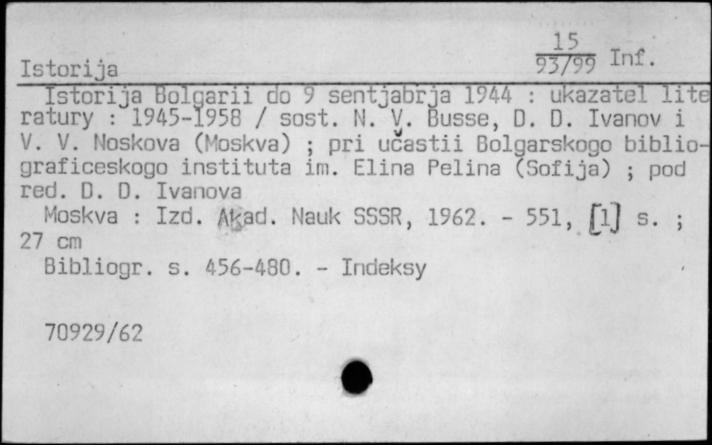 15
93/99 Inf.
Istorija
Istorija Bolgarii do 9 sentjabrja 1944 : ukazatel lite
ratury : 1945-1958 / sost. N. V. Busse, D. D. Ivanov i
V. V. Noskova (Moskva) ; pri učastii Bolgarskogo biblio-
graficeskogo instituta im. Elina Pelina (Sofija) ; pod
red. D. D. Ivanova
Moskva : Izd. Akad. Nauk SSSR, 1962. - 551, [1] s. ;
27 cm
Bibliogr. s. 456-480. - Indeksy
70929/62